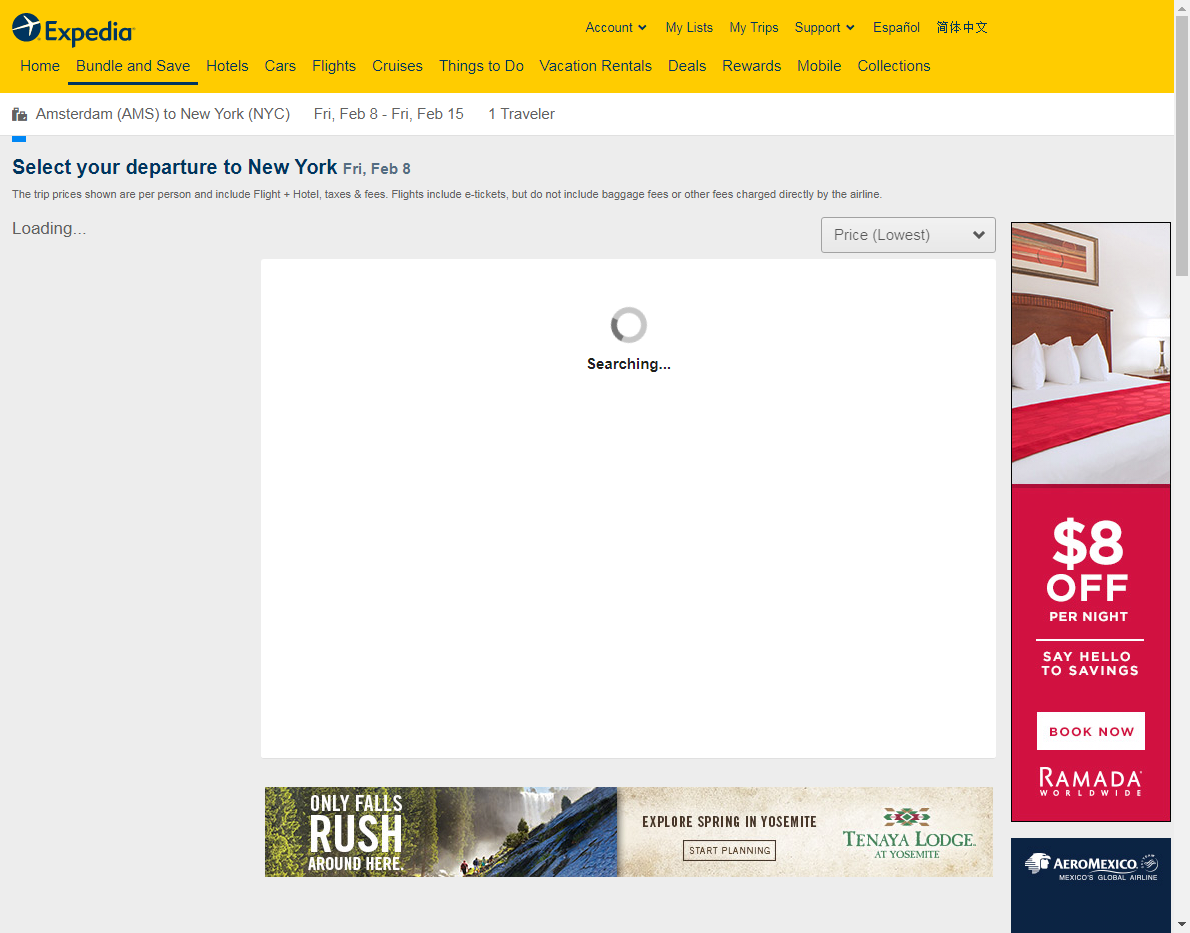 Expedia
Account
My Lists
My Trips
Support
Español
简体中文
Home
Bundle and Save
Hotels
Cars
Flights
Cruises
Things to Do
Vacation Rentals
Deals
Rewards
Mobile
Collections
Amsterdam (AMS) to New York (NYC)
Fri, Feb 8 - Fri, Feb 15
1 Traveler
Select your departure to New York Fri, Feb 8
The trip prices shown are per person and include Flight + Hotel, taxes & fees. Flights include e-tickets, but do not include baggage fees or other fees charged directly by the airline.
Loading...
Price (Lowest)
Searching...
$8
OFF
PER NIGHT
SAY HELLO
TO SAVINGS
BOOK NOW
RAMADA
WORLDWIDE
ONLY FALLS
RUSH
AROUND HERE.
EXPLORE SPRING IN YOSEMITE
START PLANNING
TENAYA LODGE
AT YOSEMITE
AEROMEXICO.
MEXICO'S GLOBAL AIRLINE